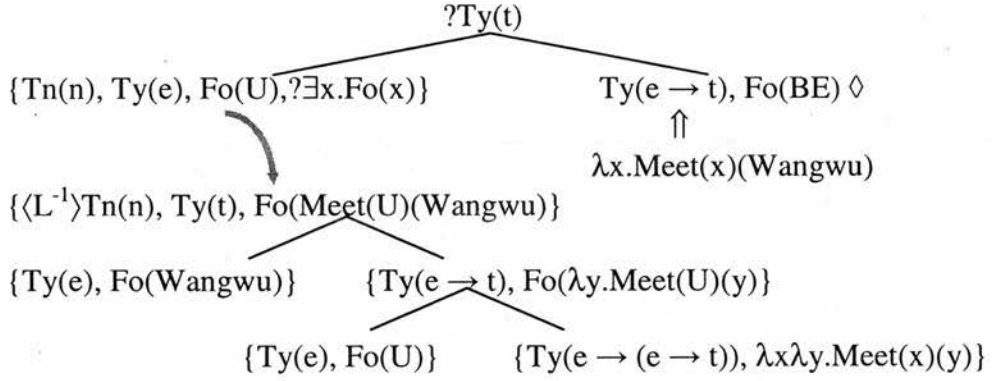 ?Ty(t)
{Tn(n), Ty(e), Fo(U),?∃x.Fo(x)} Ty(e → t), Fo(BE) ◊
⇑
λx.Meet(x)(Wangwu)
{⟨L⁻¹⟩Tn(n), Ty(t), Fo(Meet(U)(Wangwu)}
{Ty(e), Fo(Wangwu)} {Ty(e → t), Fo(λy.Meet(U)(y)}
{Ty(e), Fo(U)} {Ty(e → (e → t)), λxλy.Meet(x)(y)}